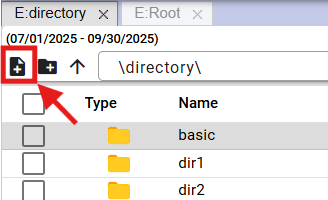 E:directory × E:Root ×
(07/01/2025 - 09/30/2025)
\directory\
Type Name
basic
dir1
dir2